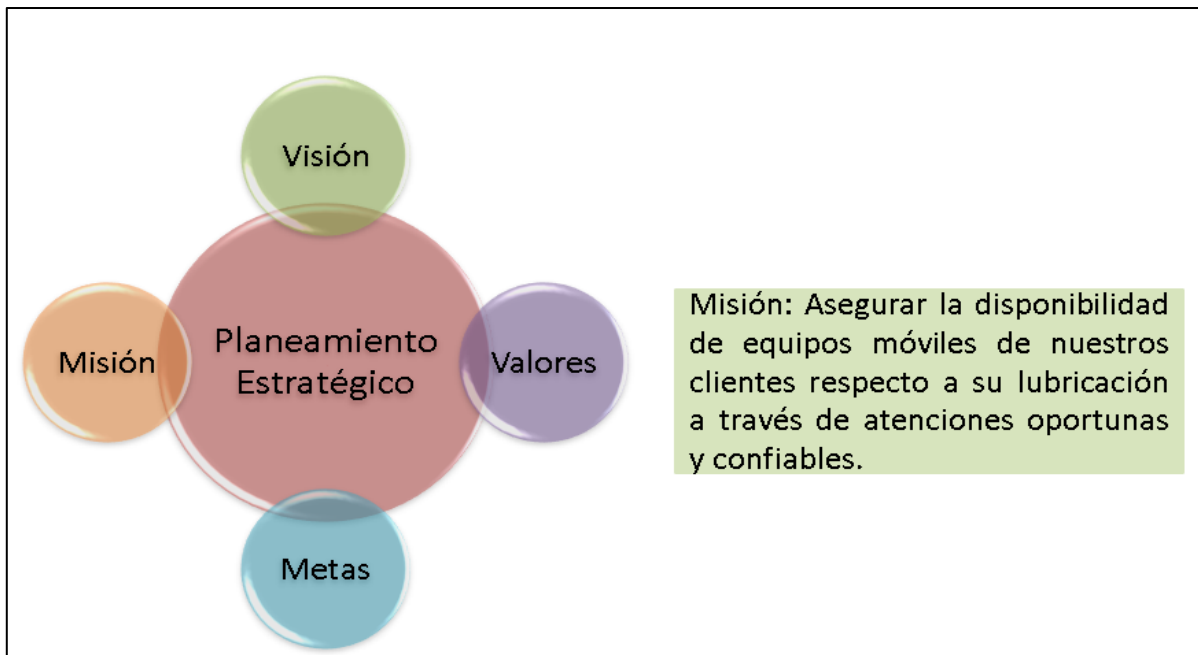 Visión
Misión
Planeamiento
Estratégico
Valores
Metas
Misión: Asegurar la disponibilidad
de equipos móviles de nuestros
clientes respecto a su lubricación
a través de atenciones oportunas
y confiables.